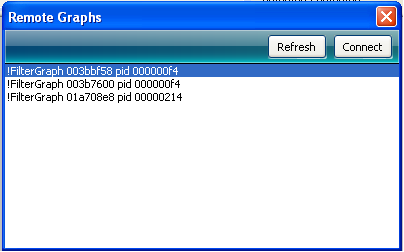 Remote Graphs
Refresh Connect
!FilterGraph 003bbf58 pid 000000f4
!FilterGraph 003b7600 pid 000000f4
!FilterGraph 01a708e8 pid 00000214